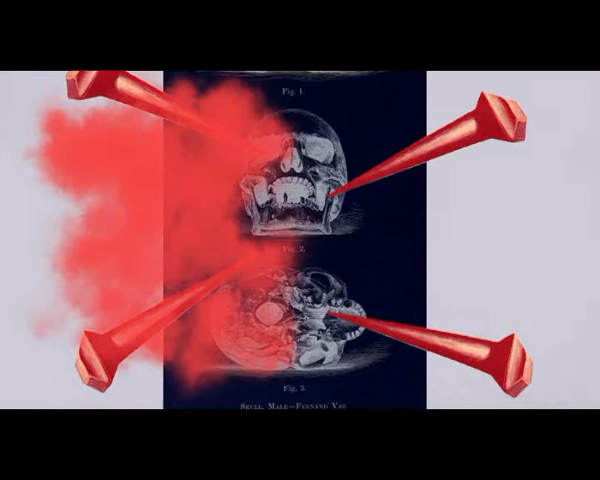 Fig. 1.
Fig. 2.
Fig. 3.
Skull, Male—Fernand Vaz